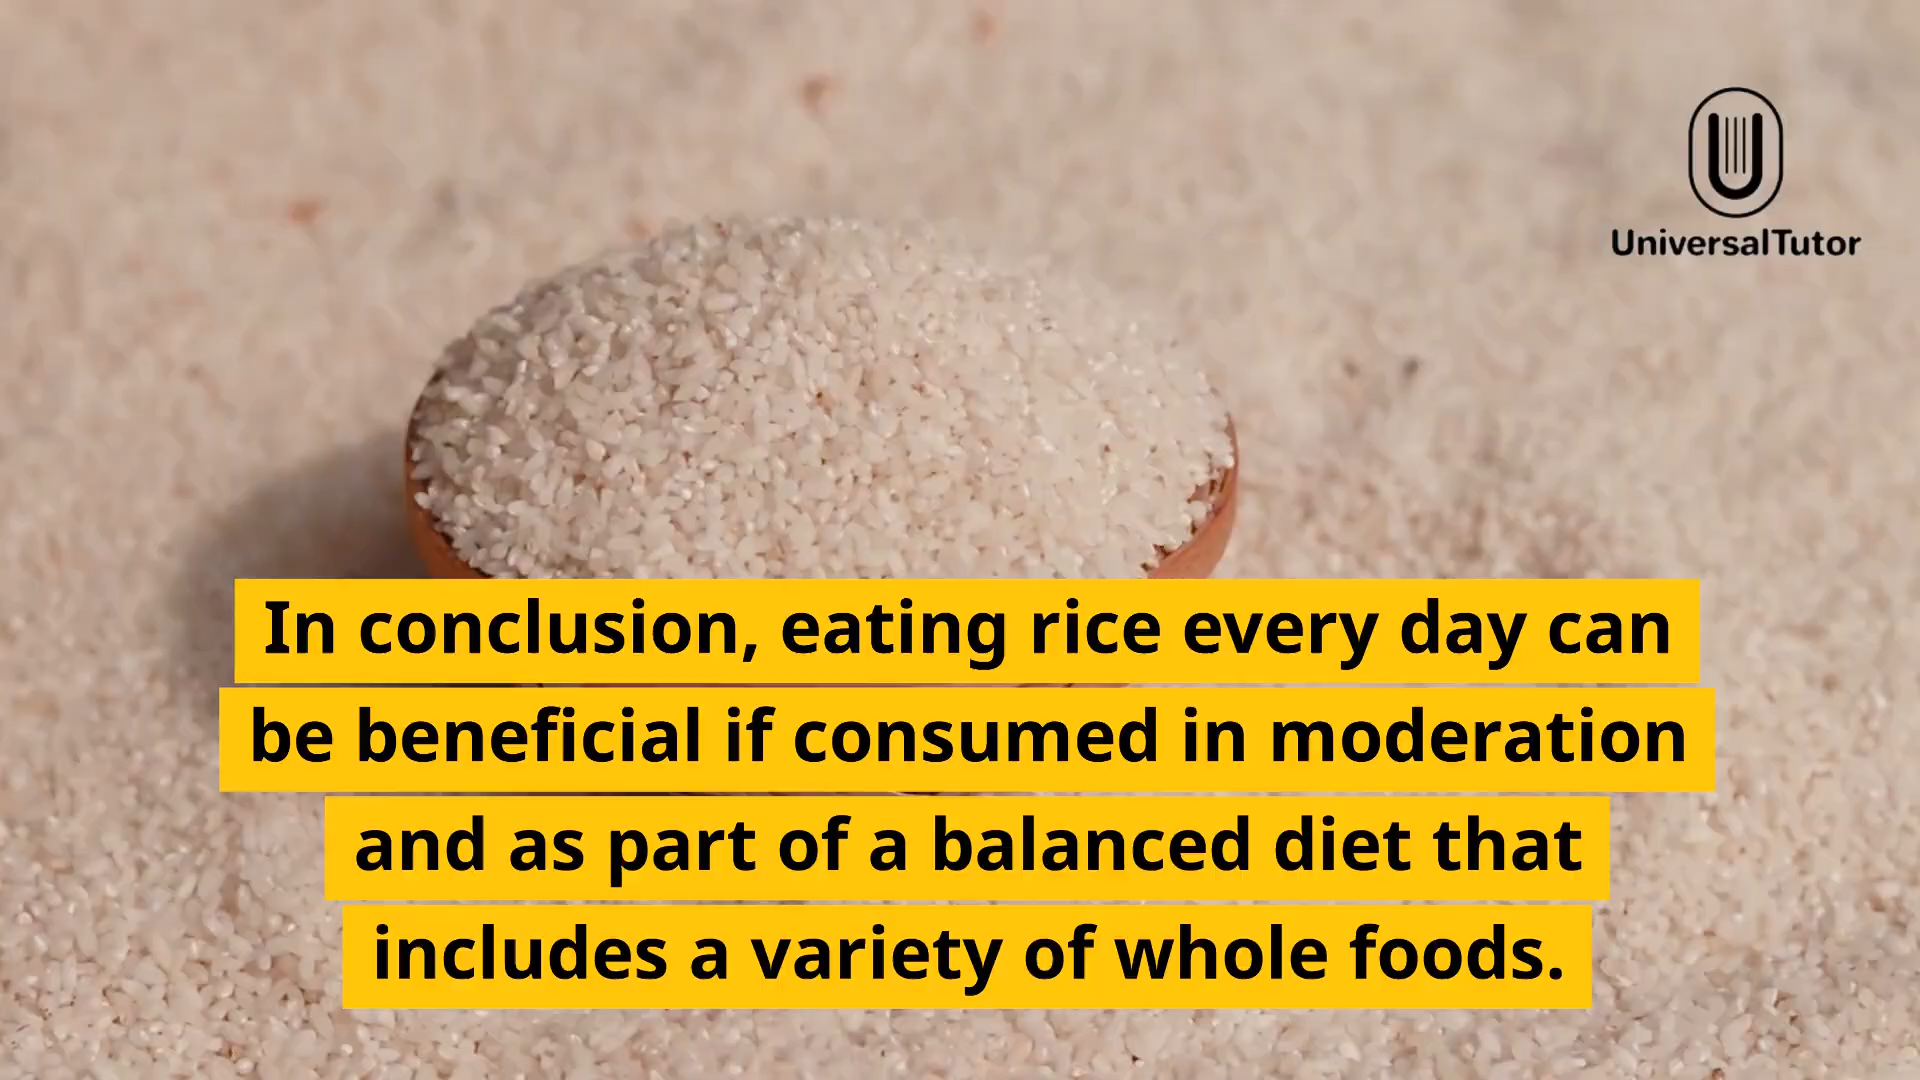 UniversalTutor
In conclusion, eating rice every day can
be beneficial if consumed in moderation
and as part of a balanced diet that
includes a variety of whole foods.